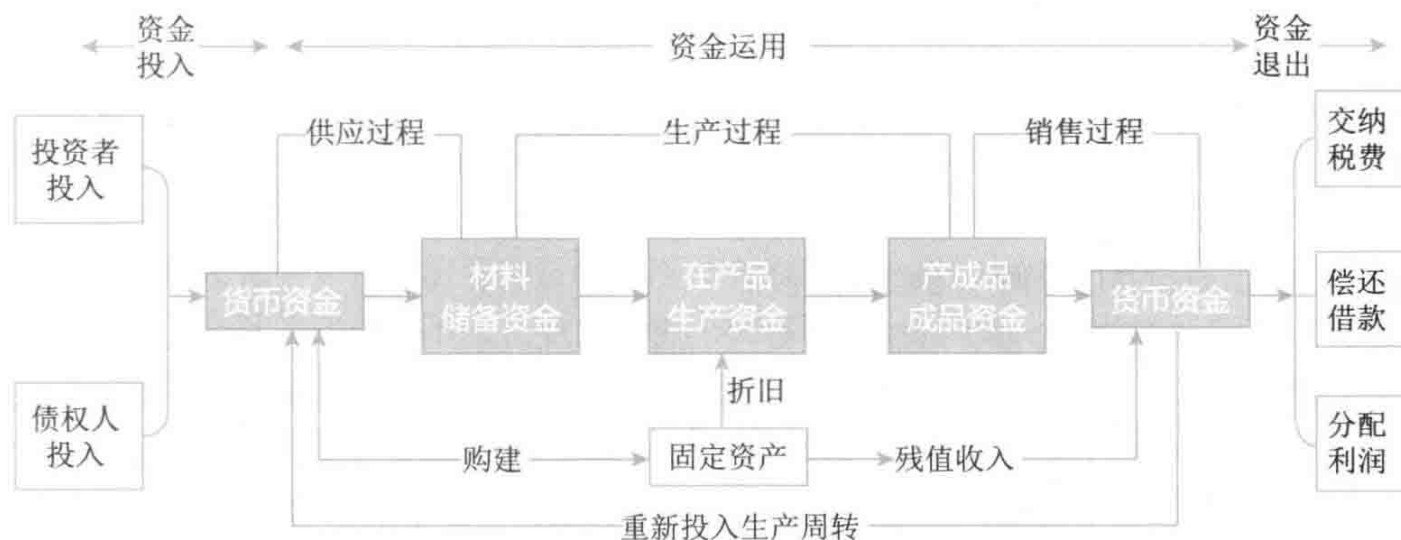 资金
投入
资金运用
资金
退出
供应过程
生产过程
销售过程
投资者
投入
交纳
税费
货币资金
材料
储备资金
在产品
生产资金
产成品
成品资金
货币资金
偿还
借款
折旧
债权人
投入
购建
固定资产
残值收入
分配
利润
重新投入生产周转